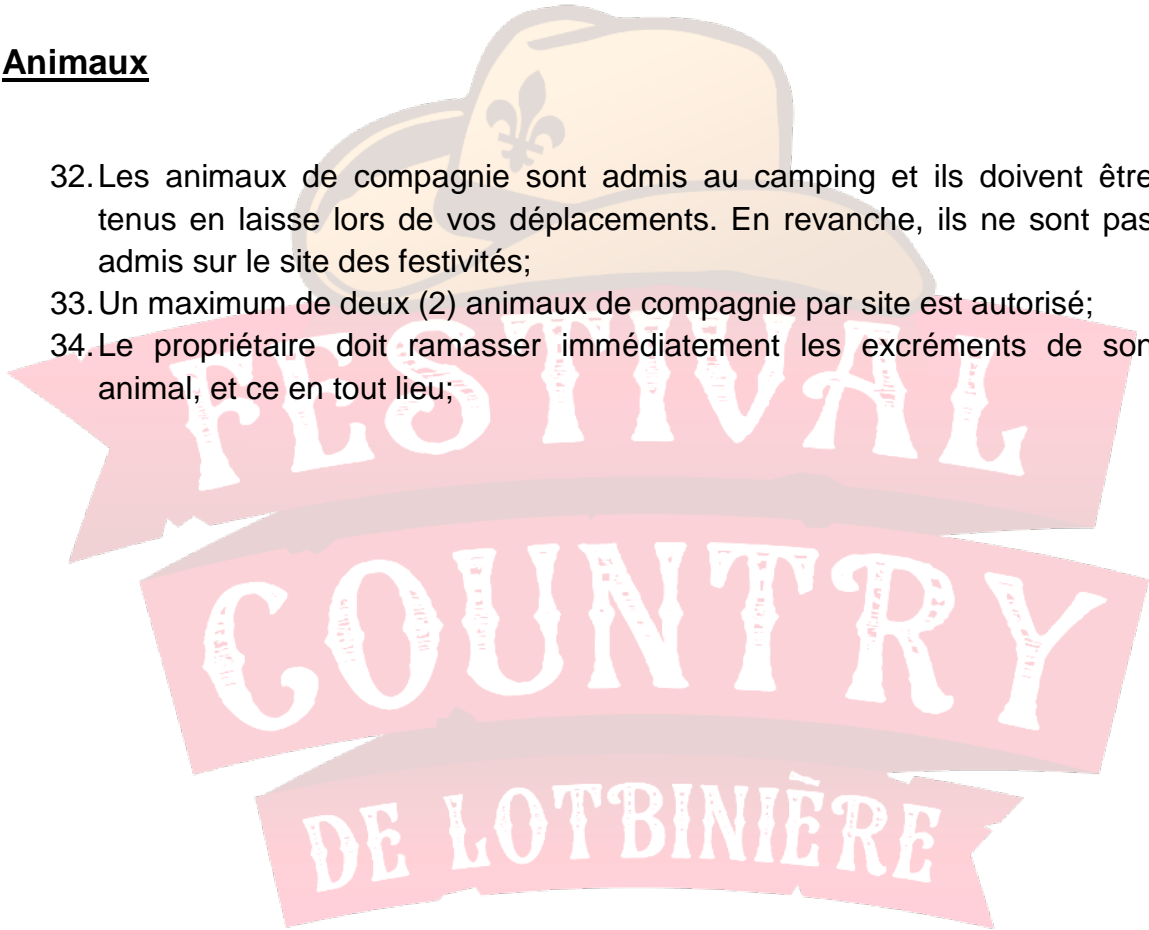 Animaux
32. Les animaux de compagnie sont admis au camping et ils doivent être
tenus en laisse lors de vos déplacements. En revanche, ils ne sont pas
admis sur le site des festivités;
33. Un maximum de deux (2) animaux de compagnie par site est autorisé;
34. Le propriétaire doit ramasser immédiatement les excréments de son
animal, et ce en tout lieu;
FESTIVAL
COUNTRY
DE LOTBINIÈRE